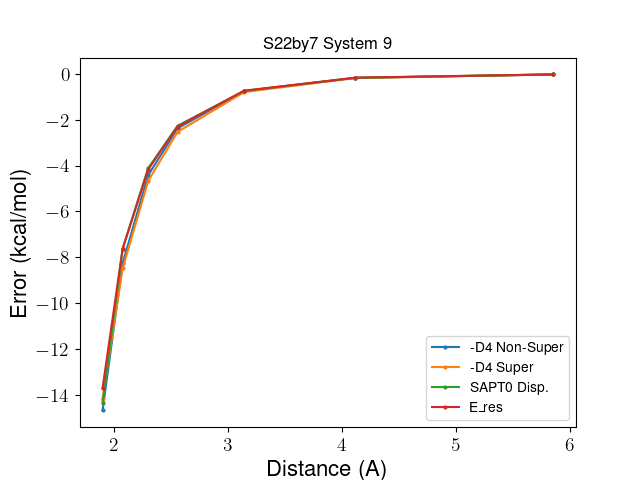 S22by7 System 9
0
−2
−4
−6
−8
−10
−12
−14
Error (kcal/mol)
-D4 Non-Super
-D4 Super
SAPT0 Disp.
E_res
2
3
4
5
6
Distance (A)